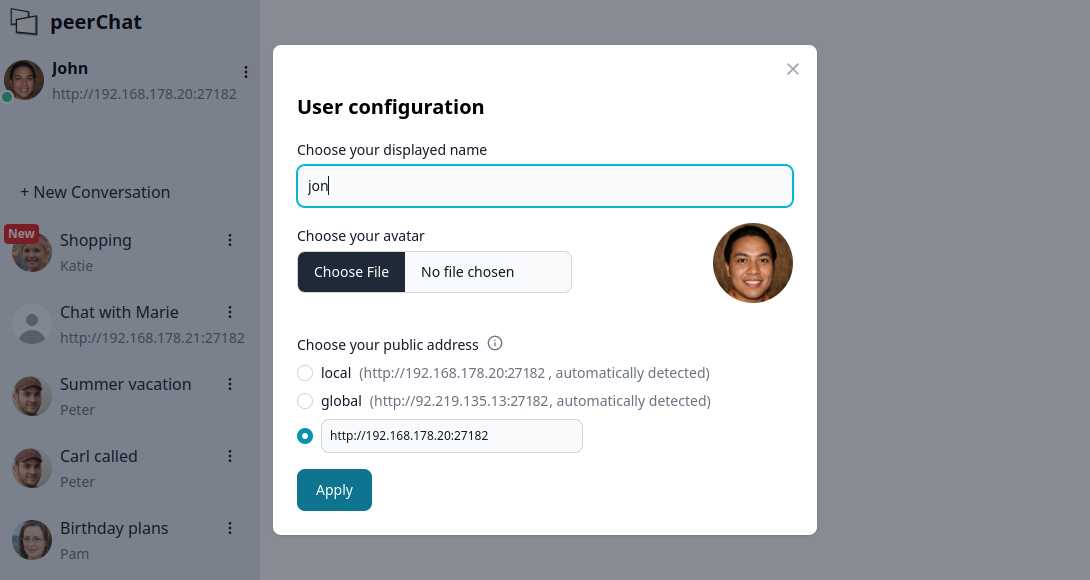 peerChat
John
http://192.168.178.20:27182
+ New Conversation
New
Shopping
Katie
Chat with Marie
http://192.168.178.21:27182
Summer vacation
Peter
Carl called
Peter
Birthday plans
Pam
User configuration
Choose your displayed name
jon
Choose your avatar
Choose File No file chosen
Choose your public address
local (http://192.168.178.20:27182 , automatically detected)
global (http://92.219.135.13:27182, automatically detected)
http://192.168.178.20:27182
Apply